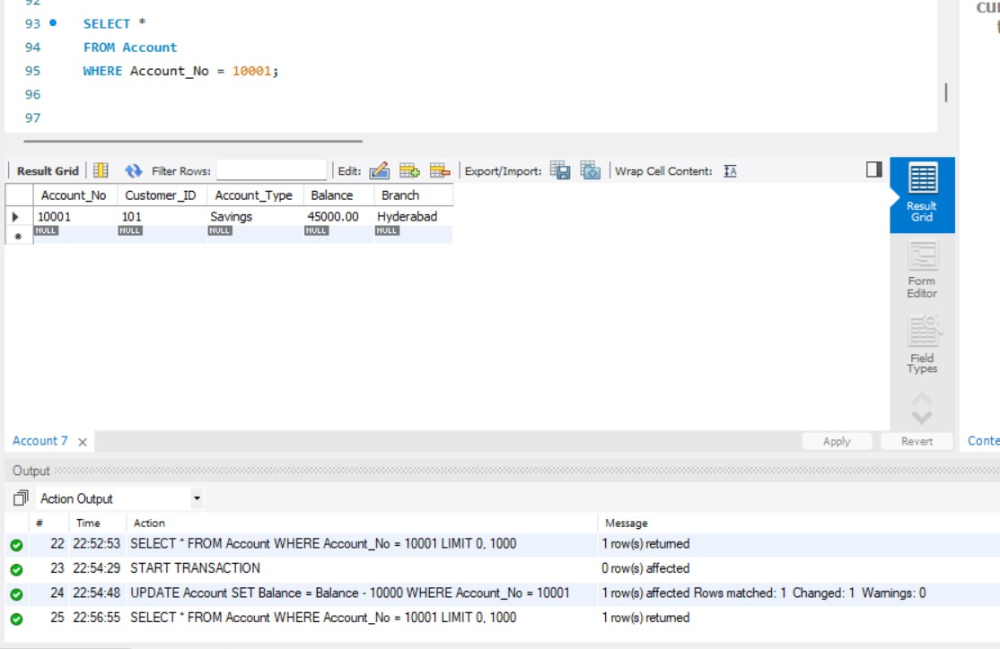 92
93 SELECT *
94 FROM Account
95 WHERE Account_No = 10001;
96
97
Result Grid Filter Rows: Edit: Export/Import: Wrap Cell Content:
Account_No Customer_ID Account_Type Balance Branch
10001 101 Savings 45000.00 Hyderabad
NULL NULL NULL NULL NULL
Result
Grid
Form
Editor
Field
Types
Account 7 Apply Revert
Output
Action Output
# Time Action Message
22 22:52:53 SELECT * FROM Account WHERE Account_No = 10001 LIMIT 0, 1000 1 row(s) returned
23 22:54:29 START TRANSACTION 0 row(s) affected
24 22:54:48 UPDATE Account SET Balance = Balance - 10000 WHERE Account_No = 10001 1 row(s) affected Rows matched: 1 Changed: 1 Warnings: 0
25 22:56:55 SELECT * FROM Account WHERE Account_No = 10001 LIMIT 0, 1000 1 row(s) returned